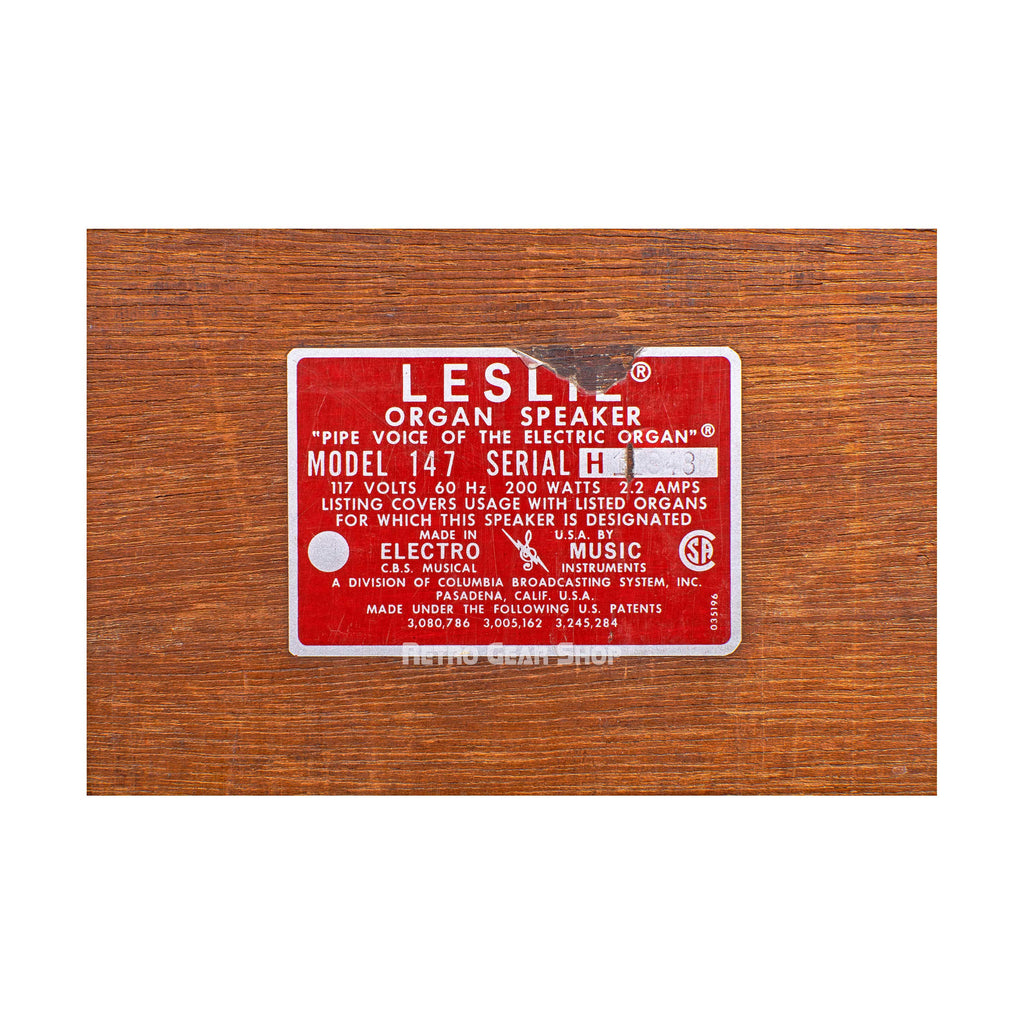 LESLIE®
ORGAN SPEAKER
"PIPE VOICE OF THE ELECTRIC ORGAN"®
MODEL 147 SERIAL H
117 VOLTS 60 Hz 200 WATTS 2.2 AMPS
LISTING COVERS USAGE WITH LISTED ORGANS
FOR WHICH THIS SPEAKER IS DESIGNATED
MADE IN U.S.A. BY
ELECTRO MUSIC
C.B.S. MUSICAL INSTRUMENTS
SA
A DIVISION OF COLUMBIA BROADCASTING SYSTEM, INC.
PASADENA, CALIF. U.S.A.
MADE UNDER THE FOLLOWING U.S. PATENTS
3,080,786 3,005,162 3,245,284
035196
RETRO GEAR SHOP